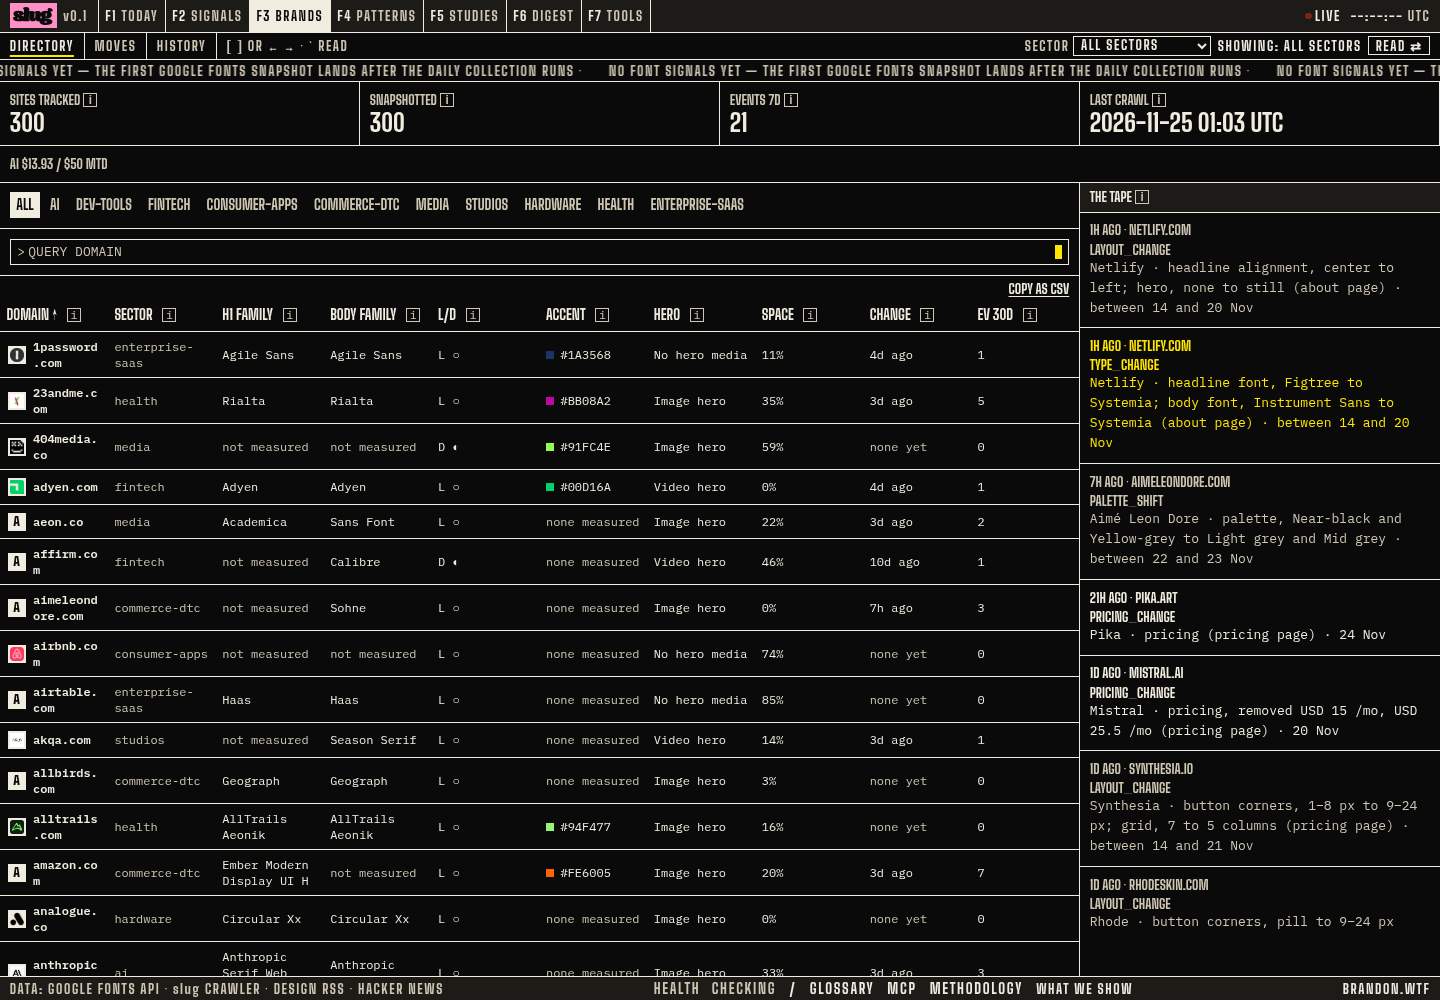 slug v0.1 F1 TODAY F2 SIGNALS F3 BRANDS F4 PATTERNS F5 STUDIES F6 DIGEST F7 TOOLS LIVE --:--:-- UTC
DIRECTORY MOVES HISTORY [ ] OR ← → · READ SECTOR ALL SECTORS SHOWING: ALL SECTORS READ ⇄
SIGNALS YET — THE FIRST GOOGLE FONTS SNAPSHOT LANDS AFTER THE DAILY COLLECTION RUNS · NO FONT SIGNALS YET — THE FIRST GOOGLE FONTS SNAPSHOT LANDS AFTER THE DAILY COLLECTION RUNS · NO FONT SIGNALS YET —
SITES TRACKED i
300
SNAPSHOTTED i
300
EVENTS 7D i
21
LAST CRAWL i
2026-11-25 01:03 UTC
AI $13.93 / $50 MTD
ALL AI DEV-TOOLS FINTECH CONSUMER-APPS COMMERCE-DTC MEDIA STUDIOS HARDWARE HEALTH ENTERPRISE-SAAS
> QUERY DOMAIN
COPY AS CSV
DOMAIN ↑ i SECTOR i H1 FAMILY i BODY FAMILY i L/D i ACCENT i HERO i SPACE i CHANGE i EV 30D i
1password.com enterprise-saas Agile Sans Agile Sans L ○ #1A3568 No hero media 11% 4d ago 1
23andme.com health Rialta Rialta L ○ #BB08A2 Image hero 35% 3d ago 5
404media.co media not measured not measured D #91FC4E Image hero 59% none yet 0
adyen.com fintech Adyen Adyen L ○ #00D16A Video hero 0% 4d ago 1
A aeon.co media Academica Sans Font L ○ none measured Image hero 22% 3d ago 2
A affirm.com fintech not measured Calibre D none measured Video hero 46% 10d ago 1
A aimeleondore.com commerce-dtc not measured Sohne L ○ none measured Image hero 0% 7h ago 3
airbnb.com consumer-apps not measured not measured L ○ none measured No hero media 74% none yet 0
A airtable.com enterprise-saas Haas Haas L ○ none measured No hero media 85% none yet 0
akqa.com studios not measured Season Serif L ○ none measured Video hero 14% 3d ago 1
A allbirds.com commerce-dtc Geograph Geograph L ○ none measured Image hero 3% none yet 0
alltrails.com health AllTrails Aeonik AllTrails Aeonik L ○ #94F477 Image hero 16% none yet 0
A amazon.com commerce-dtc Ember Modern Display UI H not measured L ○ #FE6005 Image hero 20% 3d ago 7
analogue.co hardware Circular Xx Circular Xx L ○ none measured Image hero 0% none yet 0
anthropic ai Anthropic Serif Web Anthropic L ○ none measured Image hero 33% 3d ago 3
THE TAPE i
1H AGO · NETLIFY.COM
LAYOUT_CHANGE
Netlify · headline alignment, center to
left; hero, none to still (about page) ·
between 14 and 20 Nov
1H AGO · NETLIFY.COM
TYPE_CHANGE
Netlify · headline font, Figtree to
Systemia; body font, Instrument Sans to
Systemia (about page) · between 14 and 20
Nov
7H AGO · AIMELEONDORE.COM
PALETTE_SHIFT
Aimé Leon Dore · palette, Near-black and
Yellow-grey to Light grey and Mid grey ·
between 22 and 23 Nov
21H AGO · PIKA.ART
PRICING_CHANGE
Pika · pricing (pricing page) · 24 Nov
1D AGO · MISTRAL.AI
PRICING_CHANGE
Mistral · pricing, removed USD 15 /mo, USD
25.5 /mo (pricing page) · 20 Nov
1D AGO · SYNTHESIA.IO
LAYOUT_CHANGE
Synthesia · button corners, 1–8 px to 9–24
px; grid, 7 to 5 columns (pricing page) ·
between 14 and 21 Nov
1D AGO · RHODESKIN.COM
LAYOUT_CHANGE
Rhode · button corners, pill to 9–24 px
DATA: GOOGLE FONTS API · slug CRAWLER · DESIGN RSS · HACKER NEWS HEALTH CHECKING / GLOSSARY MCP METHODOLOGY WHAT WE SHOW BRANDON.WTF